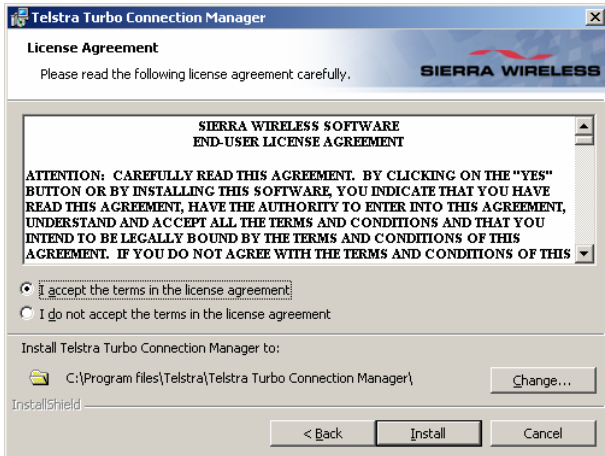 Telstra Turbo Connection Manager
License Agreement
Please read the following license agreement carefully.
SIERRA WIRELESS
SIERRA WIRELESS SOFTWARE
END-USER LICENSE AGREEMENT
ATTENTION: CAREFULLY READ THIS AGREEMENT. BY CLICKING ON THE "YES"
BUTTON OR BY INSTALLING THIS SOFTWARE, YOU INDICATE THAT YOU HAVE
READ THIS AGREEMENT, HAVE THE AUTHORITY TO ENTER INTO THIS AGREEMENT,
UNDERSTAND AND ACCEPT ALL THE TERMS AND CONDITIONS AND THAT YOU
INTEND TO BE LEGALLY BOUND BY THE TERMS AND CONDITIONS OF THIS
AGREEMENT. IF YOU DO NOT AGREE WITH THE TERMS AND CONDITIONS OF THIS
I accept the terms in the license agreement
I do not accept the terms in the license agreement
Install Telstra Turbo Connection Manager to:
C:\Program files\Telstra\Telstra Turbo Connection Manager\
Change...
InstallShield
< Back
Install
Cancel